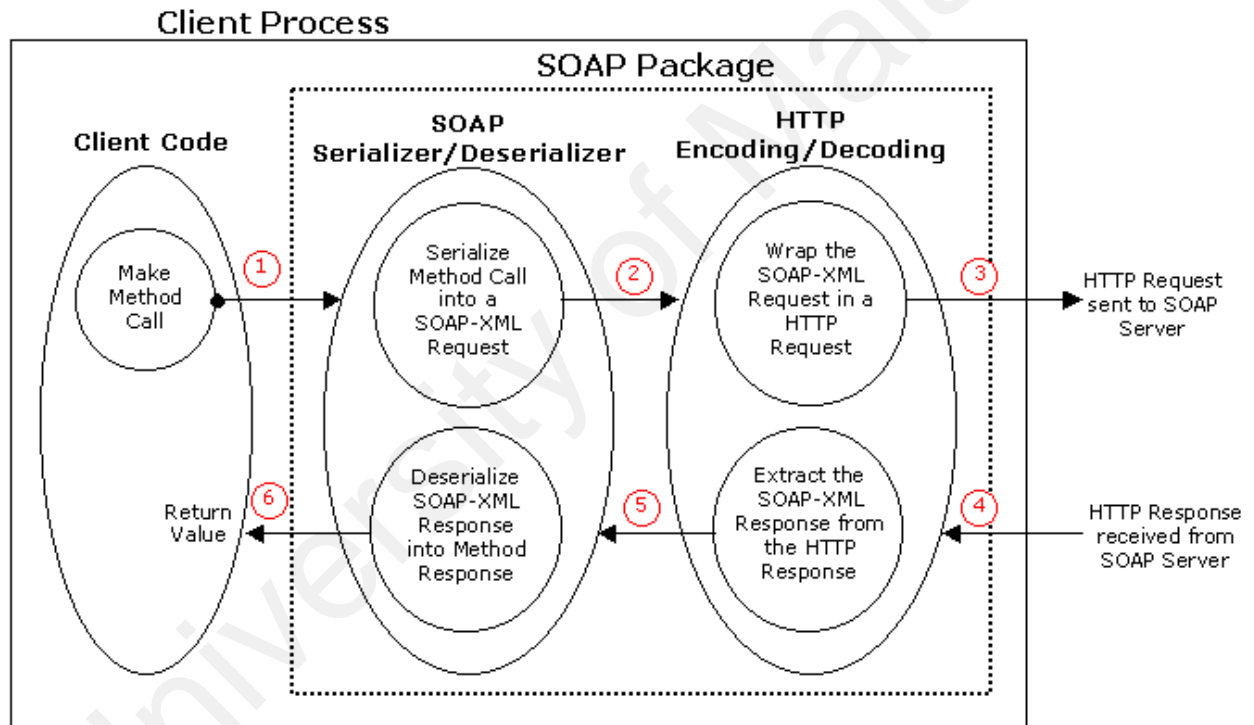 Client Process
SOAP Package
Client Code
SOAP
Serializer/Deserializer
HTTP
Encoding/Decoding
Make
Method
Call
1
Serialize
Method Call
into a
SOAP-XML
Request
2
Wrap the
SOAP-XML
Request in a
HTTP
Request
3
HTTP Request
sent to SOAP
Server
Return
Value
6
Deserialize
SOAP-XML
Response
into Method
Response
5
Extract the
SOAP-XML
Response from
the HTTP
Response
4
HTTP Response
received from
SOAP Server
University of Mala